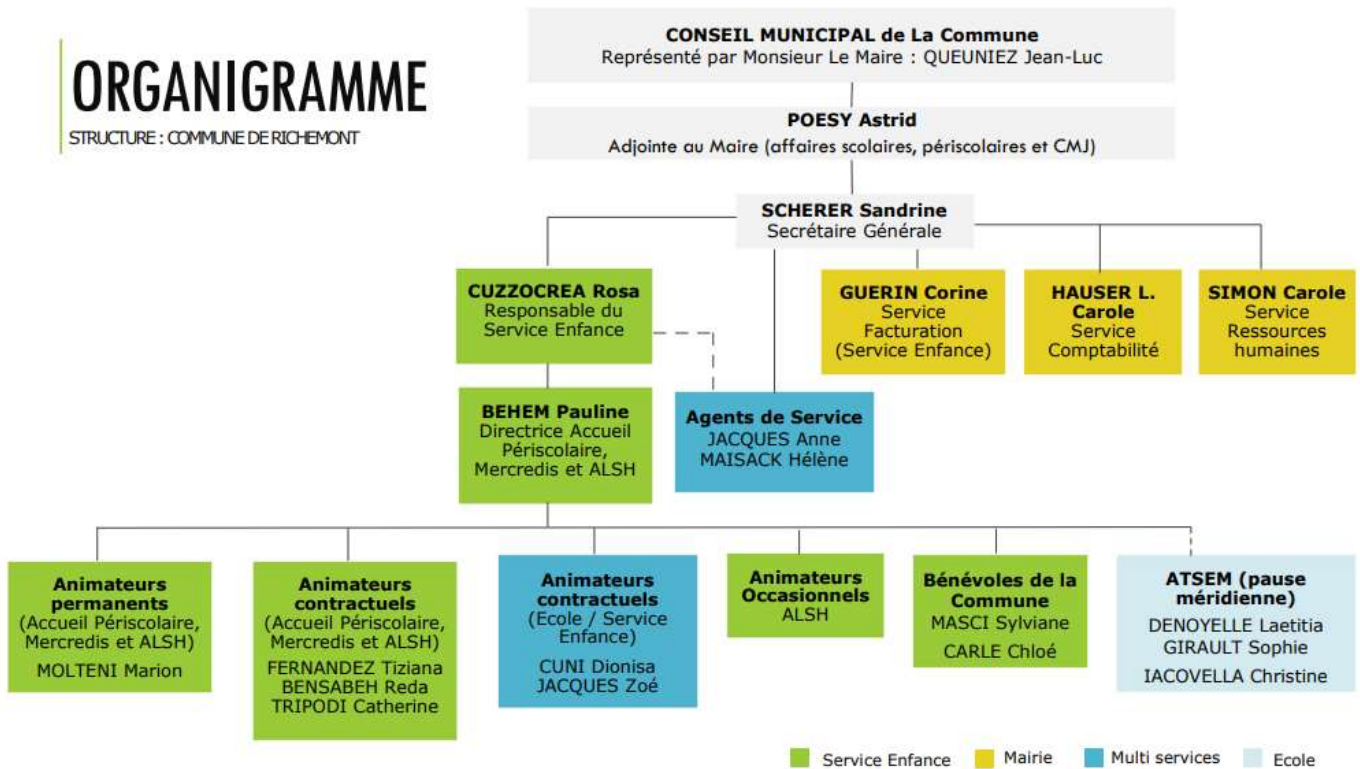 ORGANIGRAMME
STRUCTURE : COMMUNE DE RICHEMONT
CONSEIL MUNICIPAL de La Commune
Représenté par Monsieur Le Maire : QUEUNIEZ Jean-Luc
POESY Astrid
Adjointe au Maire (affaires scolaires, périscolaires et CMJ)
SCHERER Sandrine
Secrétaire Générale
CUZZOCREA Rosa
Responsable du
Service Enfance
GUERIN Corine
Service
Facturation
(Service Enfance)
HAUSER L.
Carole
Service
Comptabilité
SIMON Carole
Service
Ressources
humaines
BEHEM Pauline
Directrice Accueil
Périscolaire,
Mercredis et ALSH
Agents de Service
JACQUES Anne
MAISACK Hélène
Animateurs
permanents
(Accueil Périscolaire,
Mercredis et ALSH)
MOLTENI Marion
Animateurs
contractuels
(Accueil Périscolaire,
Mercredis et ALSH)
FERNANDEZ Tiziana
BENSABEH Reda
TRIPODI Catherine
Animateurs
contractuels
(Ecole / Service
Enfance)
CUNI Dionisa
JACQUES Zoé
Animateurs
Occasionnels
ALSH
Bénévoles de la
Commune
MASCI Sylviane
CARLE Chloé
ATSEM (pause
méridienne)
DENOYELLE Laetitia
GIRAULT Sophie
IACOVELLA Christine
Service Enfance
Mairie
Multi services
Ecole